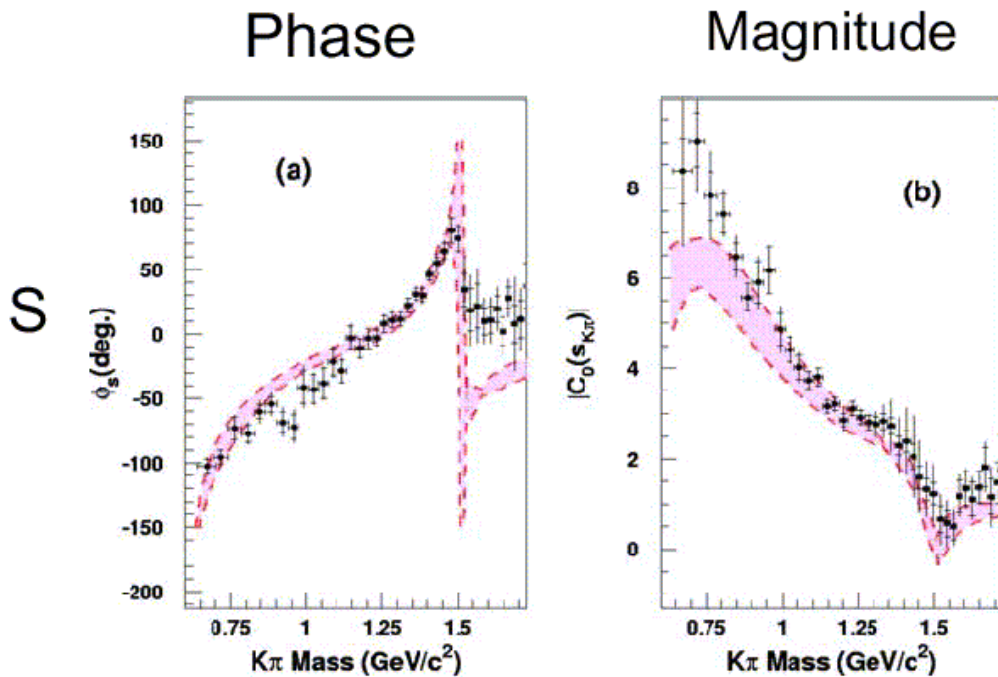 Phase
Magnitude
S
(a)
150
100
50
0
-50
-100
-150
-200
ϕₛ(deg.)
0.75
1
1.25
1.5
Kπ Mass (GeV/c²)
(b)
8
6
4
2
0
|C₀(s_Kπ)|
0.75
1
1.25
1.5
Kπ Mass (GeV/c²)